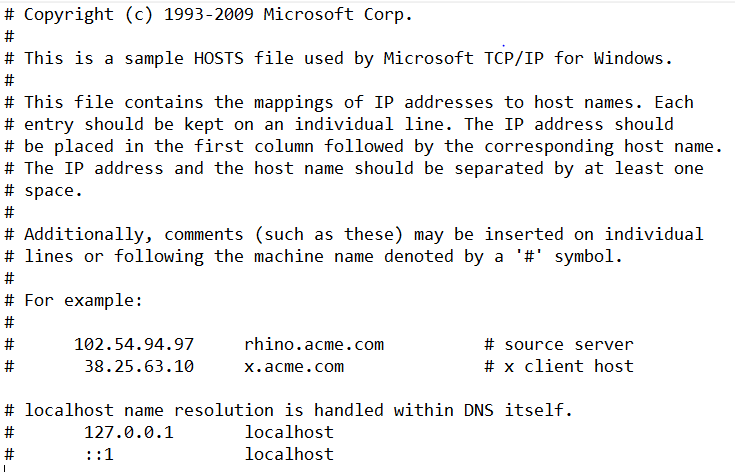 # Copyright (c) 1993-2009 Microsoft Corp.
#
# This is a sample HOSTS file used by Microsoft TCP/IP for Windows.
#
# This file contains the mappings of IP addresses to host names. Each
# entry should be kept on an individual line. The IP address should
# be placed in the first column followed by the corresponding host name.
# The IP address and the host name should be separated by at least one
# space.
#
# Additionally, comments (such as these) may be inserted on individual
# lines or following the machine name denoted by a '#' symbol.
#
# For example:
#
#      102.54.94.97     rhino.acme.com          # source server
#       38.25.63.10     x.acme.com              # x client host

# localhost name resolution is handled within DNS itself.
#       127.0.0.1       localhost
#       ::1             localhost